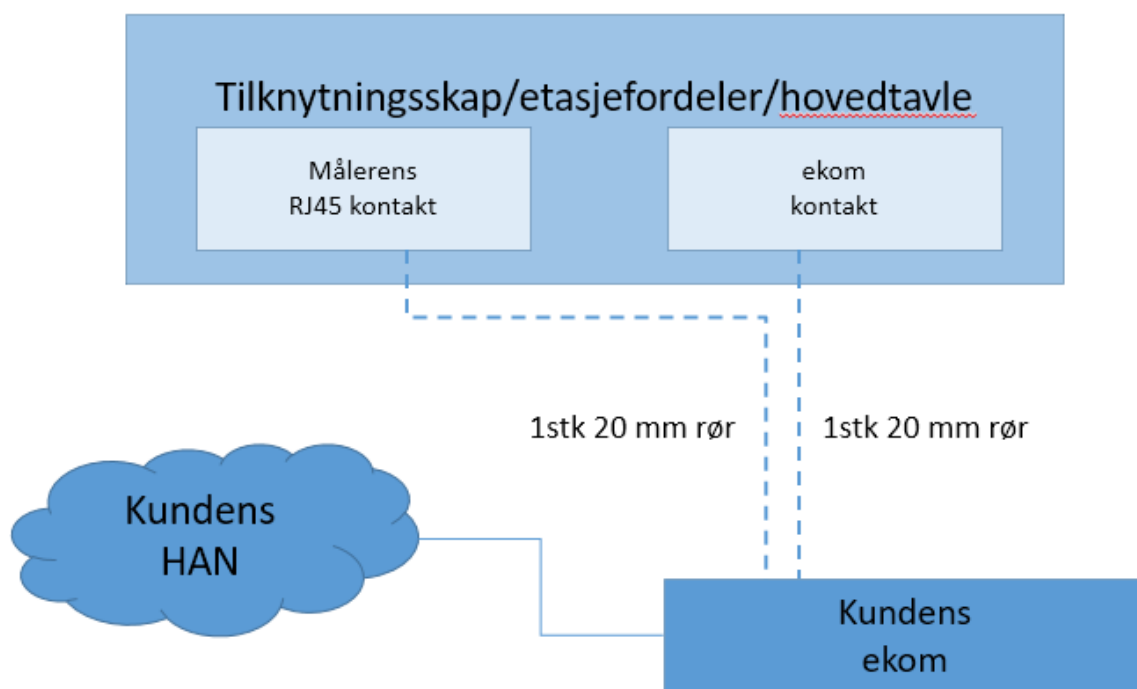 Tilknytningsskap/etasjefordeler/hovedtavle
Målerens
RJ45 kontakt
ekom
kontakt
1stk 20 mm rør
1stk 20 mm rør
Kundens
HAN
Kundens
ekom